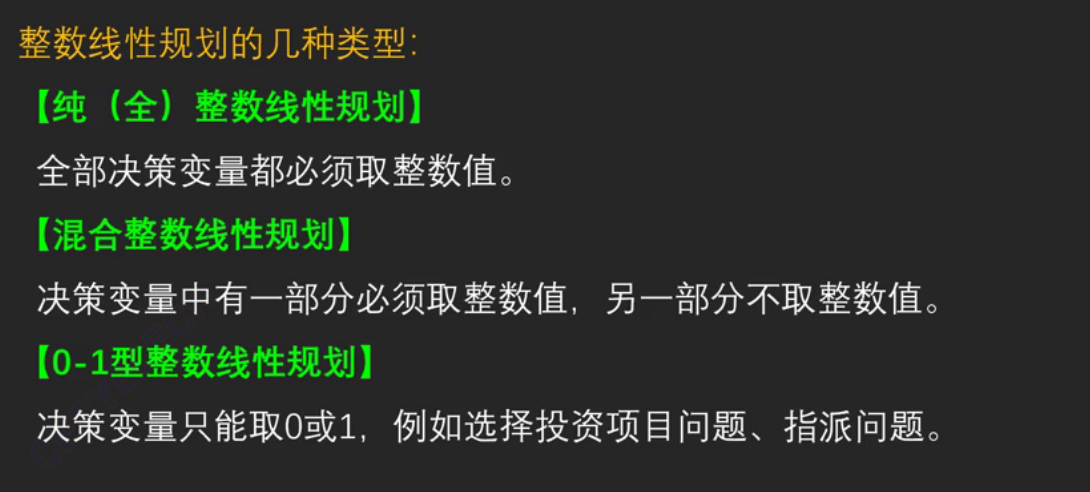 整数线性规划的几种类型：
【纯（全）整数线性规划】
全部决策变量都必须取整数值。
【混合整数线性规划】
决策变量中有一部分必须取整数值，另一部分不取整数值。
【0-1型整数线性规划】
决策变量只能取0或1，例如选择投资项目问题、指派问题。